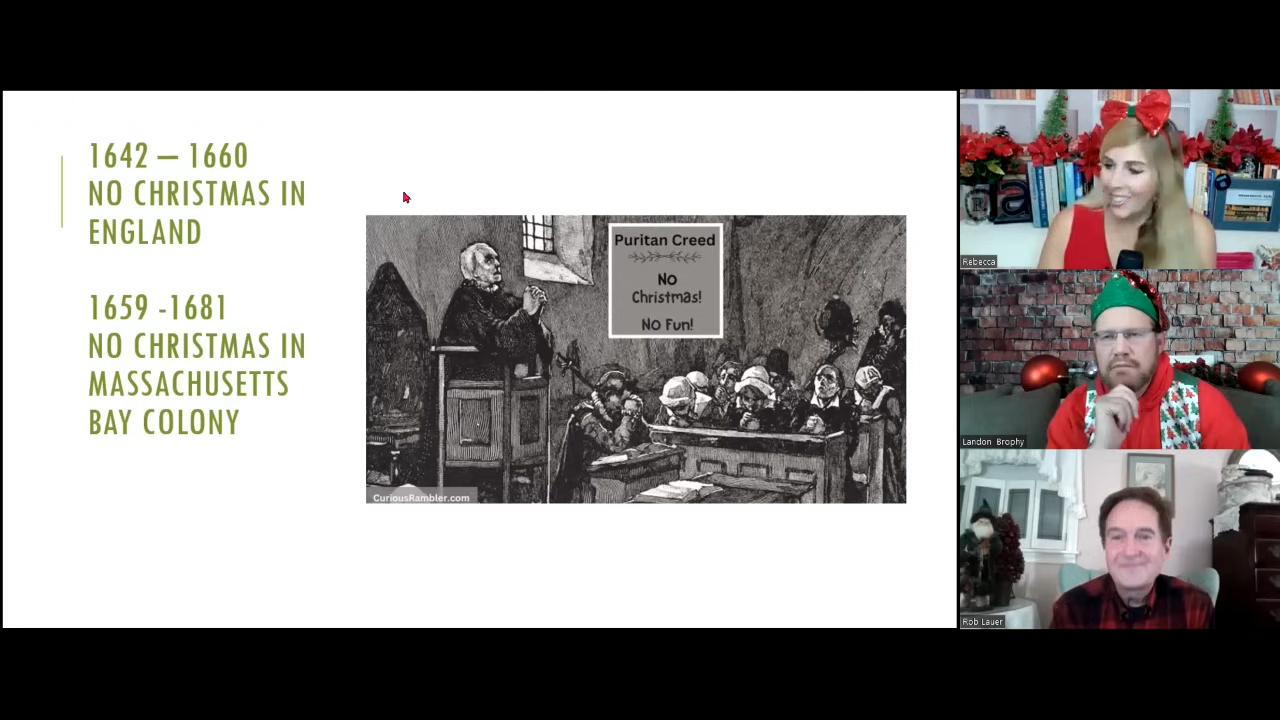 1642 – 1660
NO CHRISTMAS IN
ENGLAND
1659 -1681
NO CHRISTMAS IN
MASSACHUSETTS
BAY COLONY
Puritan Creed
NO
Christmas!
NO Fun!
CuriousRambler.com
Rebecca
Landon Brophy
Rob Lauer